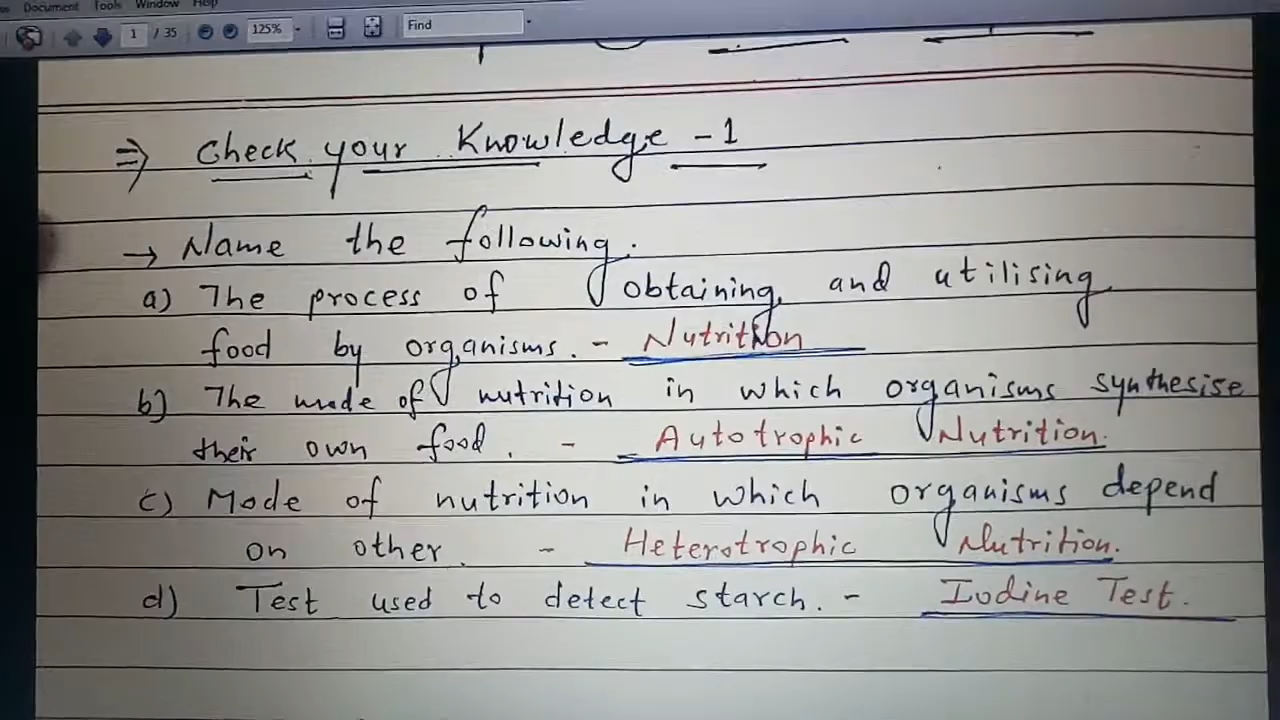 Document Tools Window Help
1 / 35 125% Find
⇒ Check your Knowledge -1
→ Name the following.
a) The process of obtaining and utilising
food by organisms. - Nutrition
b) The mode of nutrition in which organisms synthesise
their own food. - Autotrophic Nutrition.
c) Mode of nutrition in which organisms depend
on other. - Heterotrophic Nutrition.
d) Test used to detect starch. - Iodine Test.